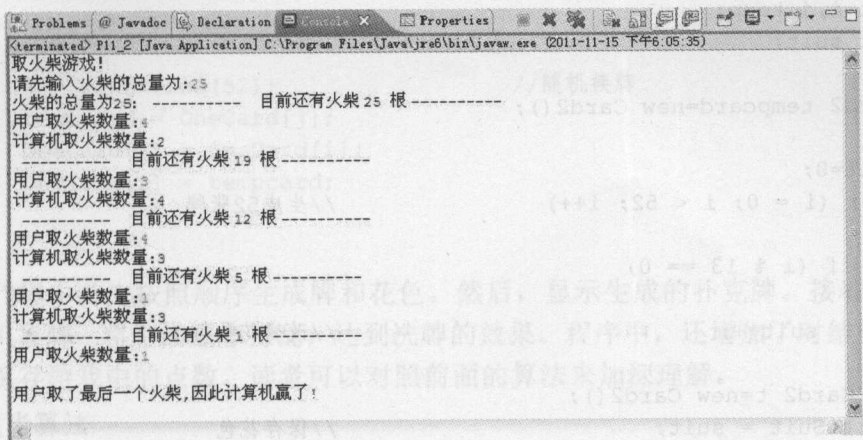 Problems @ Javadoc Declaration Console Properties
<terminated> P11_2 [Java Application] C:\Program Files\Java\jre6\bin\javaw.exe (2011-11-15 下午6:05:35)
取火柴游戏!
请先输入火柴的总量为:25
火柴的总量为25: ---------- 目前还有火柴 25 根----------
用户取火柴数量:4
计算机取火柴数量:2
---------- 目前还有火柴 19 根----------
用户取火柴数量:3
计算机取火柴数量:4
---------- 目前还有火柴 12 根----------
用户取火柴数量:4
计算机取火柴数量:3
---------- 目前还有火柴 5 根----------
用户取火柴数量:1
计算机取火柴数量:3
---------- 目前还有火柴 1 根----------
用户取火柴数量:1
用户取了最后一个火柴,因此计算机赢了!